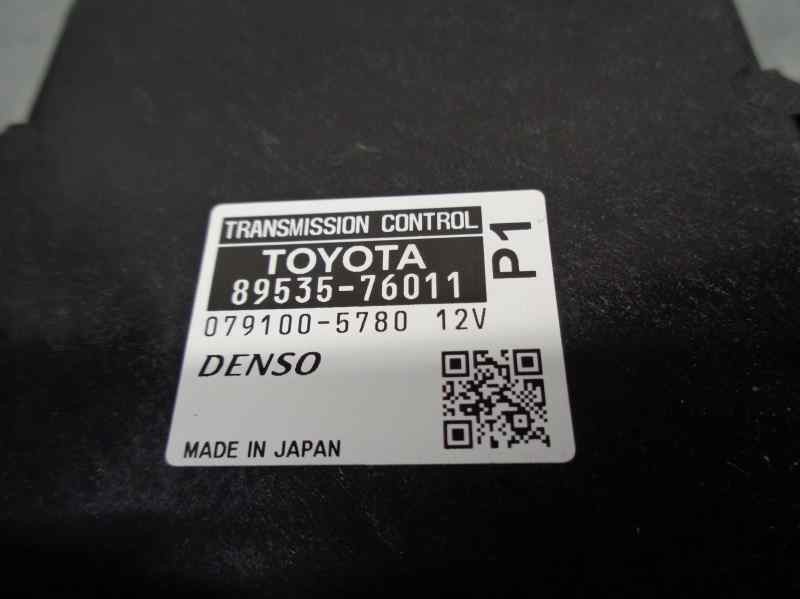 TRANSMISSION CONTROL
TOYOTA
89535-76011
P1
079100-5780 12V
DENSO
MADE IN JAPAN